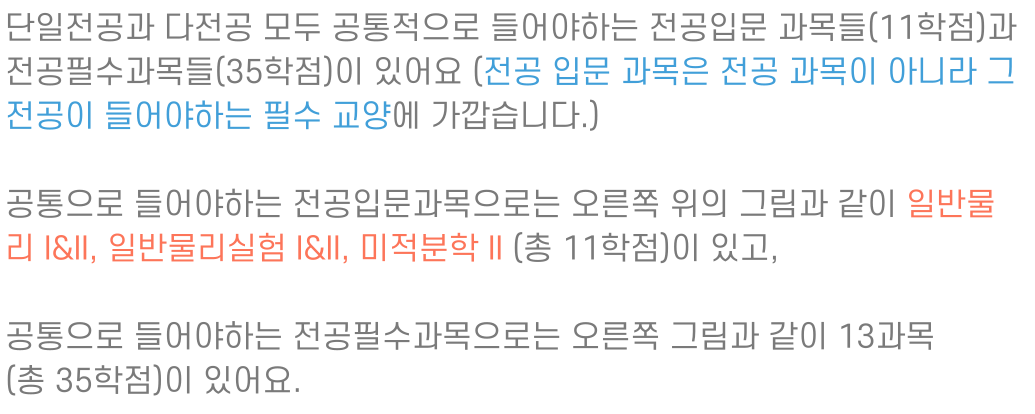 단일전공과 다전공 모두 공통적으로 들어야하는 전공입문 과목들(11학점)과
전공필수과목들(35학점)이 있어요 (전공 입문 과목은 전공 과목이 아니라 그
전공이 들어야하는 필수 교양에 가깝습니다.)
공통으로 들어야하는 전공입문과목으로는 오른쪽 위의 그림과 같이 일반물
리 I&II, 일반물리실험 I&II, 미적분학 II (총 11학점)이 있고,
공통으로 들어야하는 전공필수과목으로는 오른쪽 그림과 같이 13과목
(총 35학점)이 있어요.